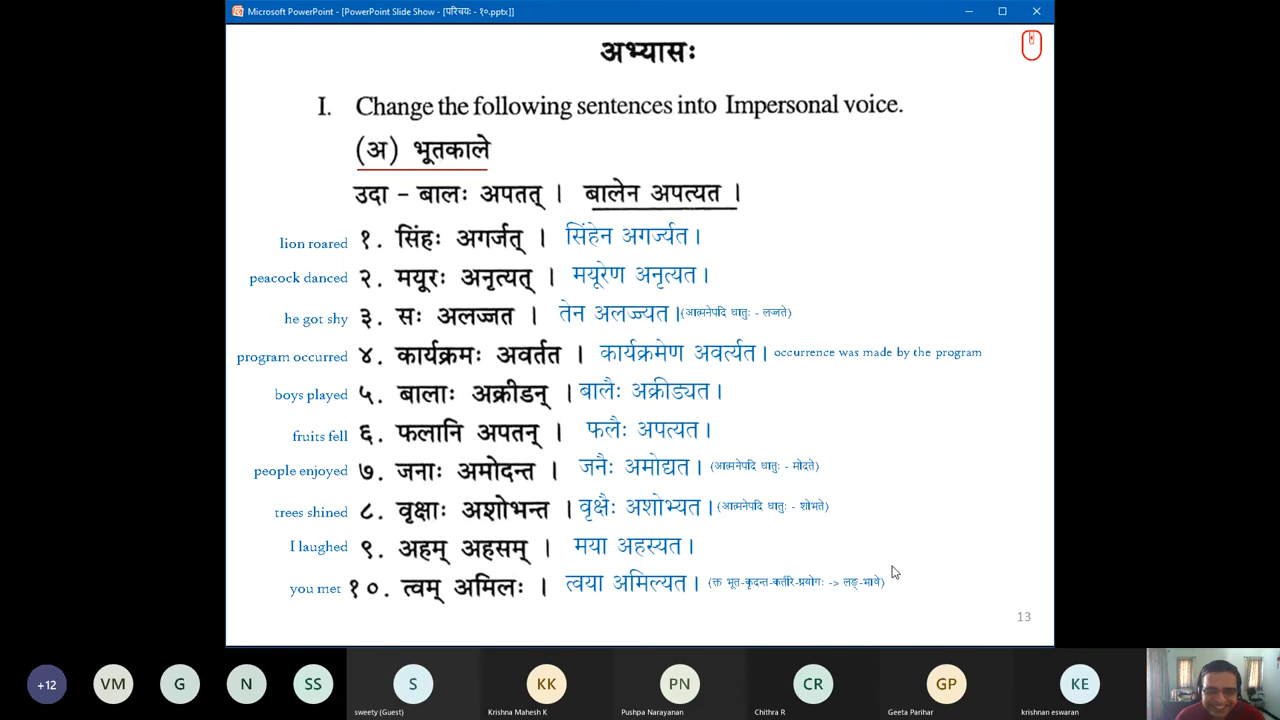 Microsoft PowerPoint - [PowerPoint Slide Show - [परिचयः - १०.pptx]]
अभ्यासः
I. Change the following sentences into Impersonal voice.
(अ) भूतकाले
उदा - बालः अपतत् । बालेन अपत्यत ।
lion roared १. सिंहः अगर्जत् । सिंहेन अगर्ज्यत ।
peacock danced २. मयूरः अनृत्यत् । मयूरेण अनृत्यत ।
he got shy ३. सः अलज्जत । तेन अलज्ज्यत । (आत्मनेपदि धातुः - लज्जते)
program occurred ४. कार्यक्रमः अवर्तत । कार्यक्रमेण अवर्त्यत । occurrence was made by the program
boys played ५. बालाः अक्रीडन् । बालैः अक्रीड्यत ।
fruits fell ६. फलानि अपतन् । फलैः अपत्यत ।
people enjoyed ७. जनाः अमोदन्त । जनैः अमोद्यत । (आत्मनेपदि धातुः - मोदते)
trees shined ८. वृक्षाः अशोभन्त । वृक्षैः अशोभ्यत । (आत्मनेपदि धातुः - शोभते)
I laughed ९. अहम् अहसम् । मया अहस्यत ।
you met १०. त्वम् अमिलः । त्वया अमिल्यत । (क्त भूत-कृदन्त-कर्तरि-प्रयोगः -> लङ्-भावे)
13
+12 VM G N SS S KK PN CR GP KE
sweety (Guest) Krishna Mahesh K Pushpa Narayanan Chithra R Geeta Parihar krishnan eswaran